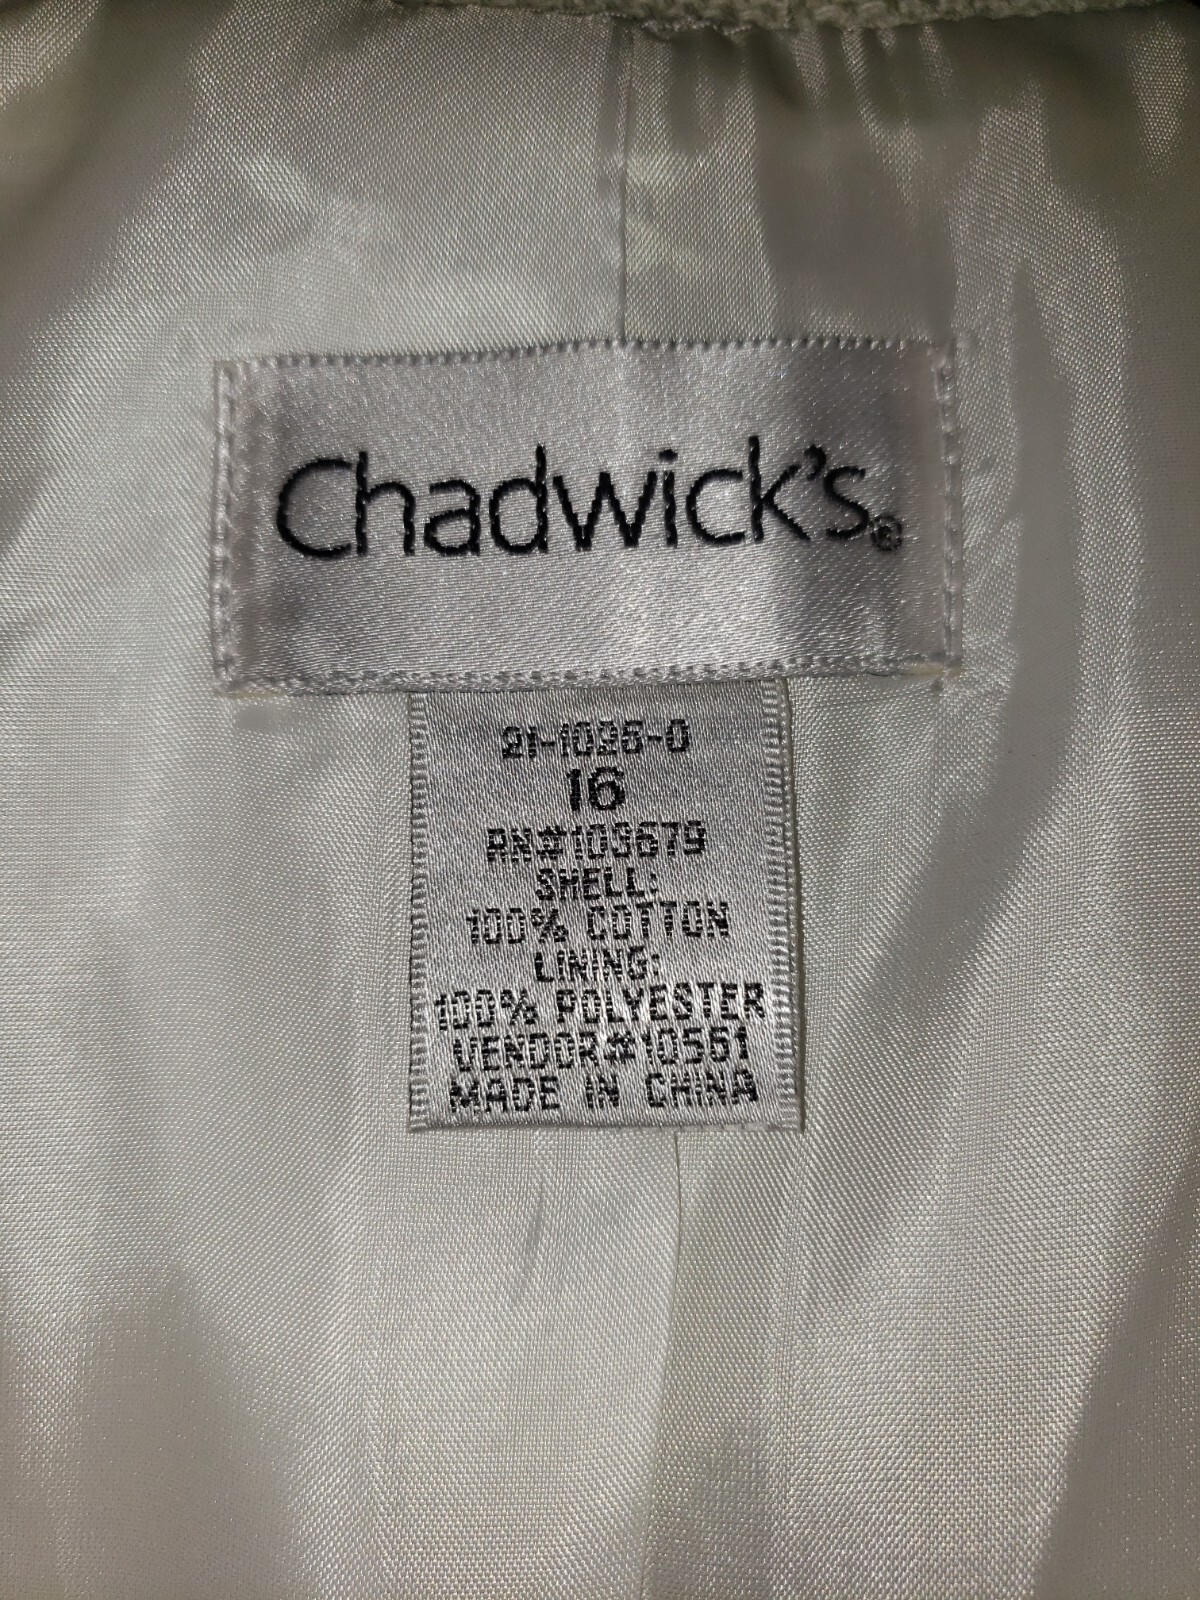 Chadwick's®
21-1026-0
16
RN#103679
SHELL:
100% COTTON
LINING:
100% POLYESTER
VENDOR#10561
MADE IN CHINA